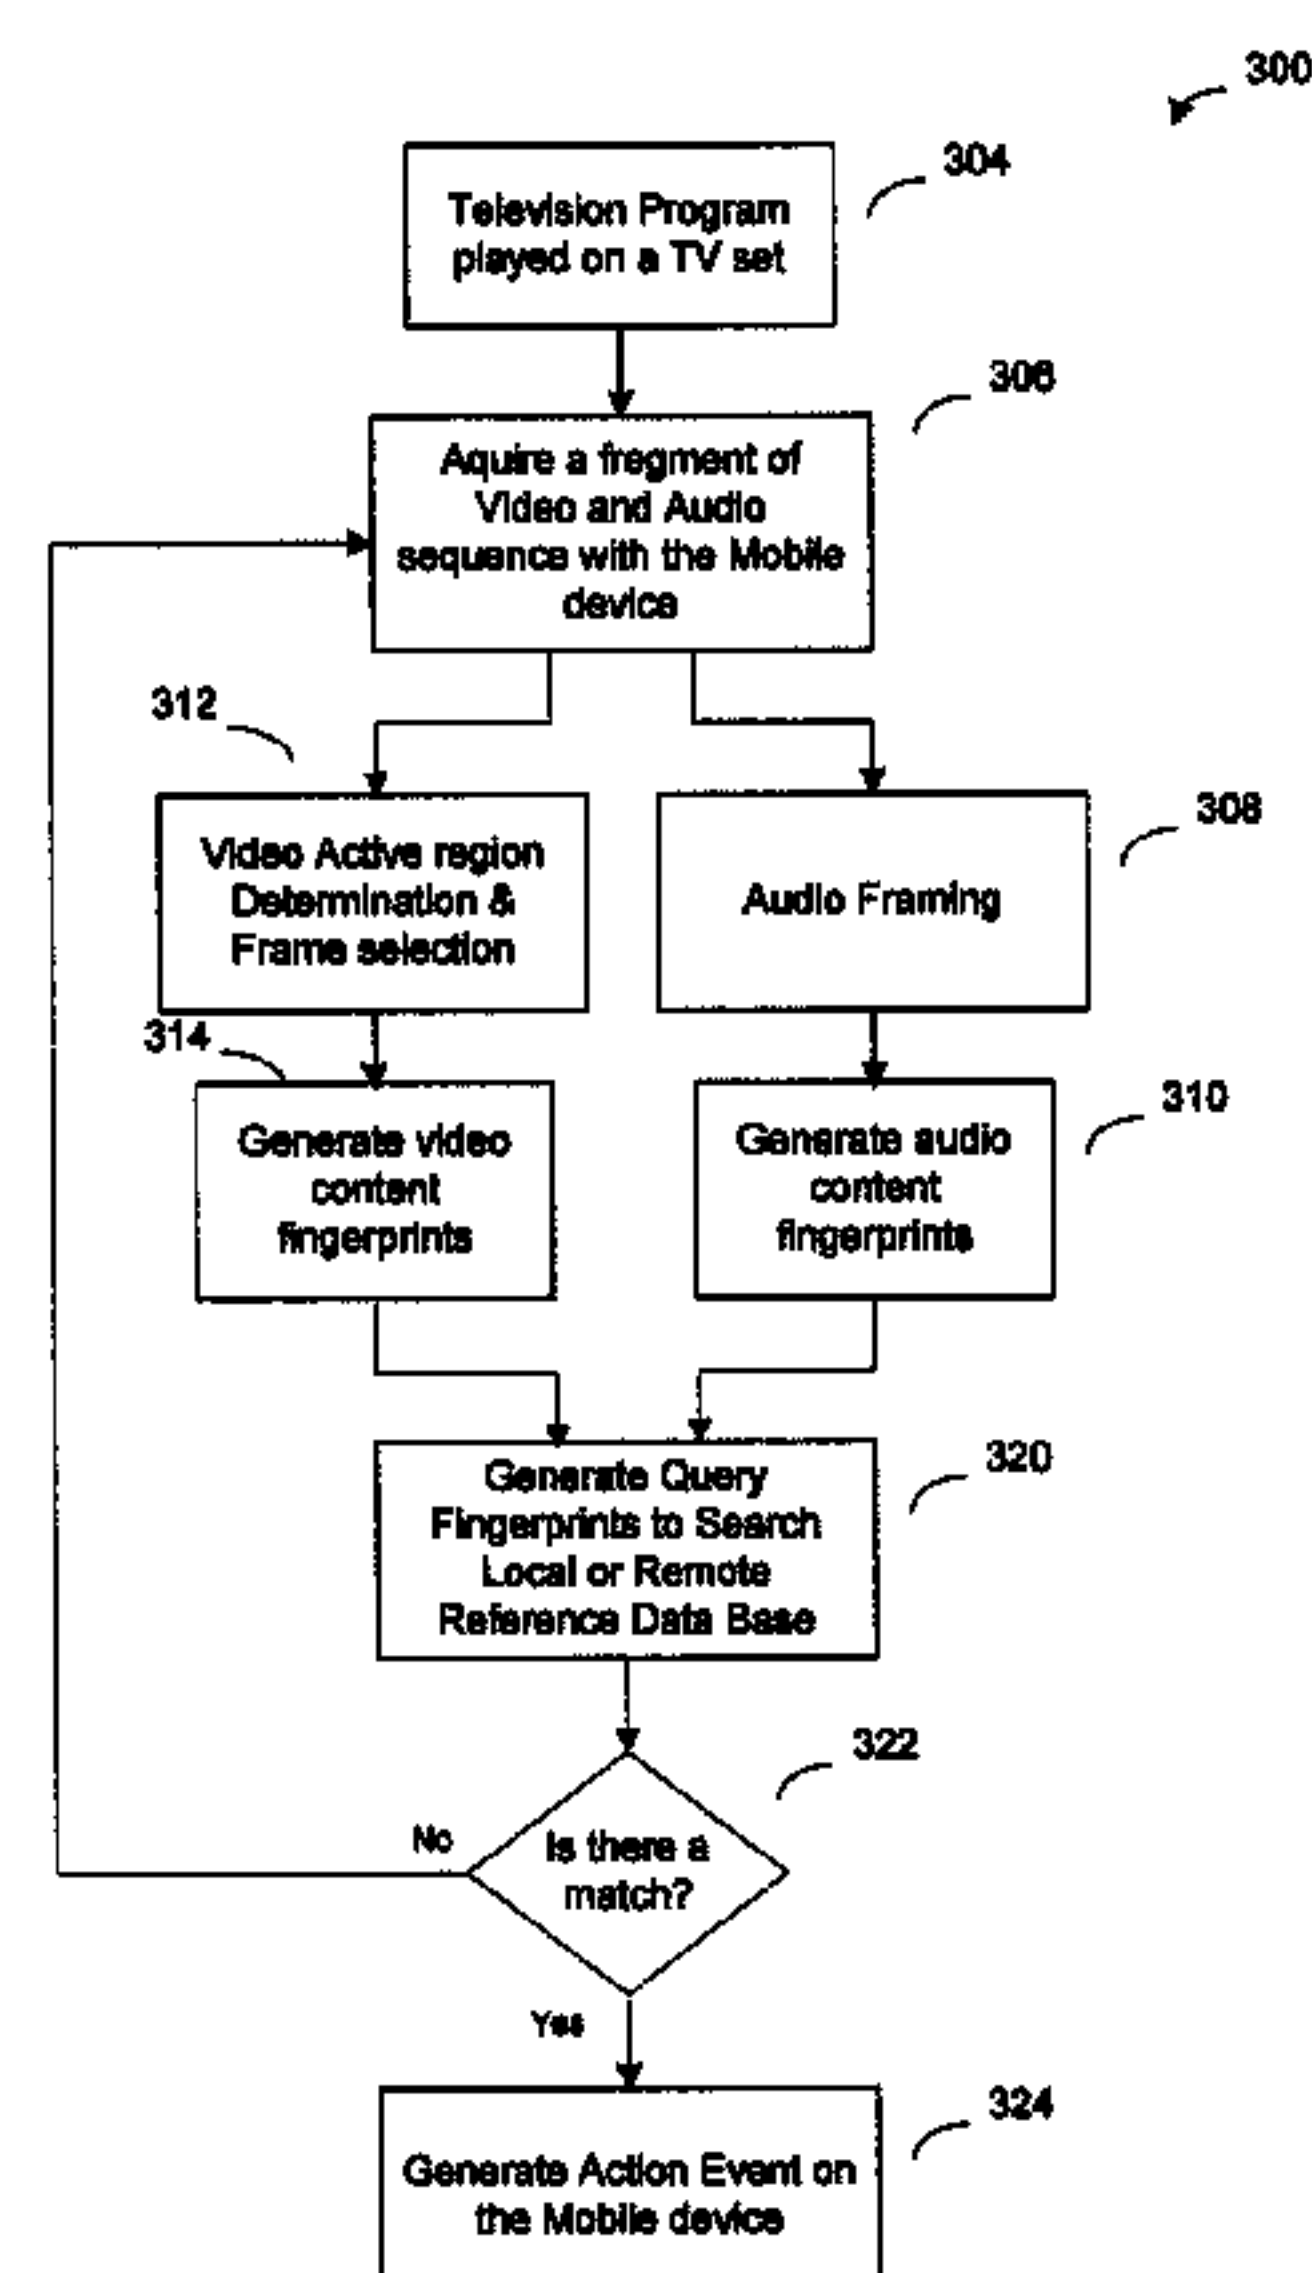 300
304
Television Program
played on a TV set
306
Aquire a fregment of
Video and Audio
sequence with the Mobile
device
312
308
Video Active region
Determination &
Frame selection
Audio Framing
314
310
Generate video
content
fingerprints
Generate audio
content
fingerprints
320
Generate Query
Fingerprints to Search
Local or Remote
Reference Data Base
322
No
Is there a
match?
Yes
324
Generate Action Event on
the Mobile device